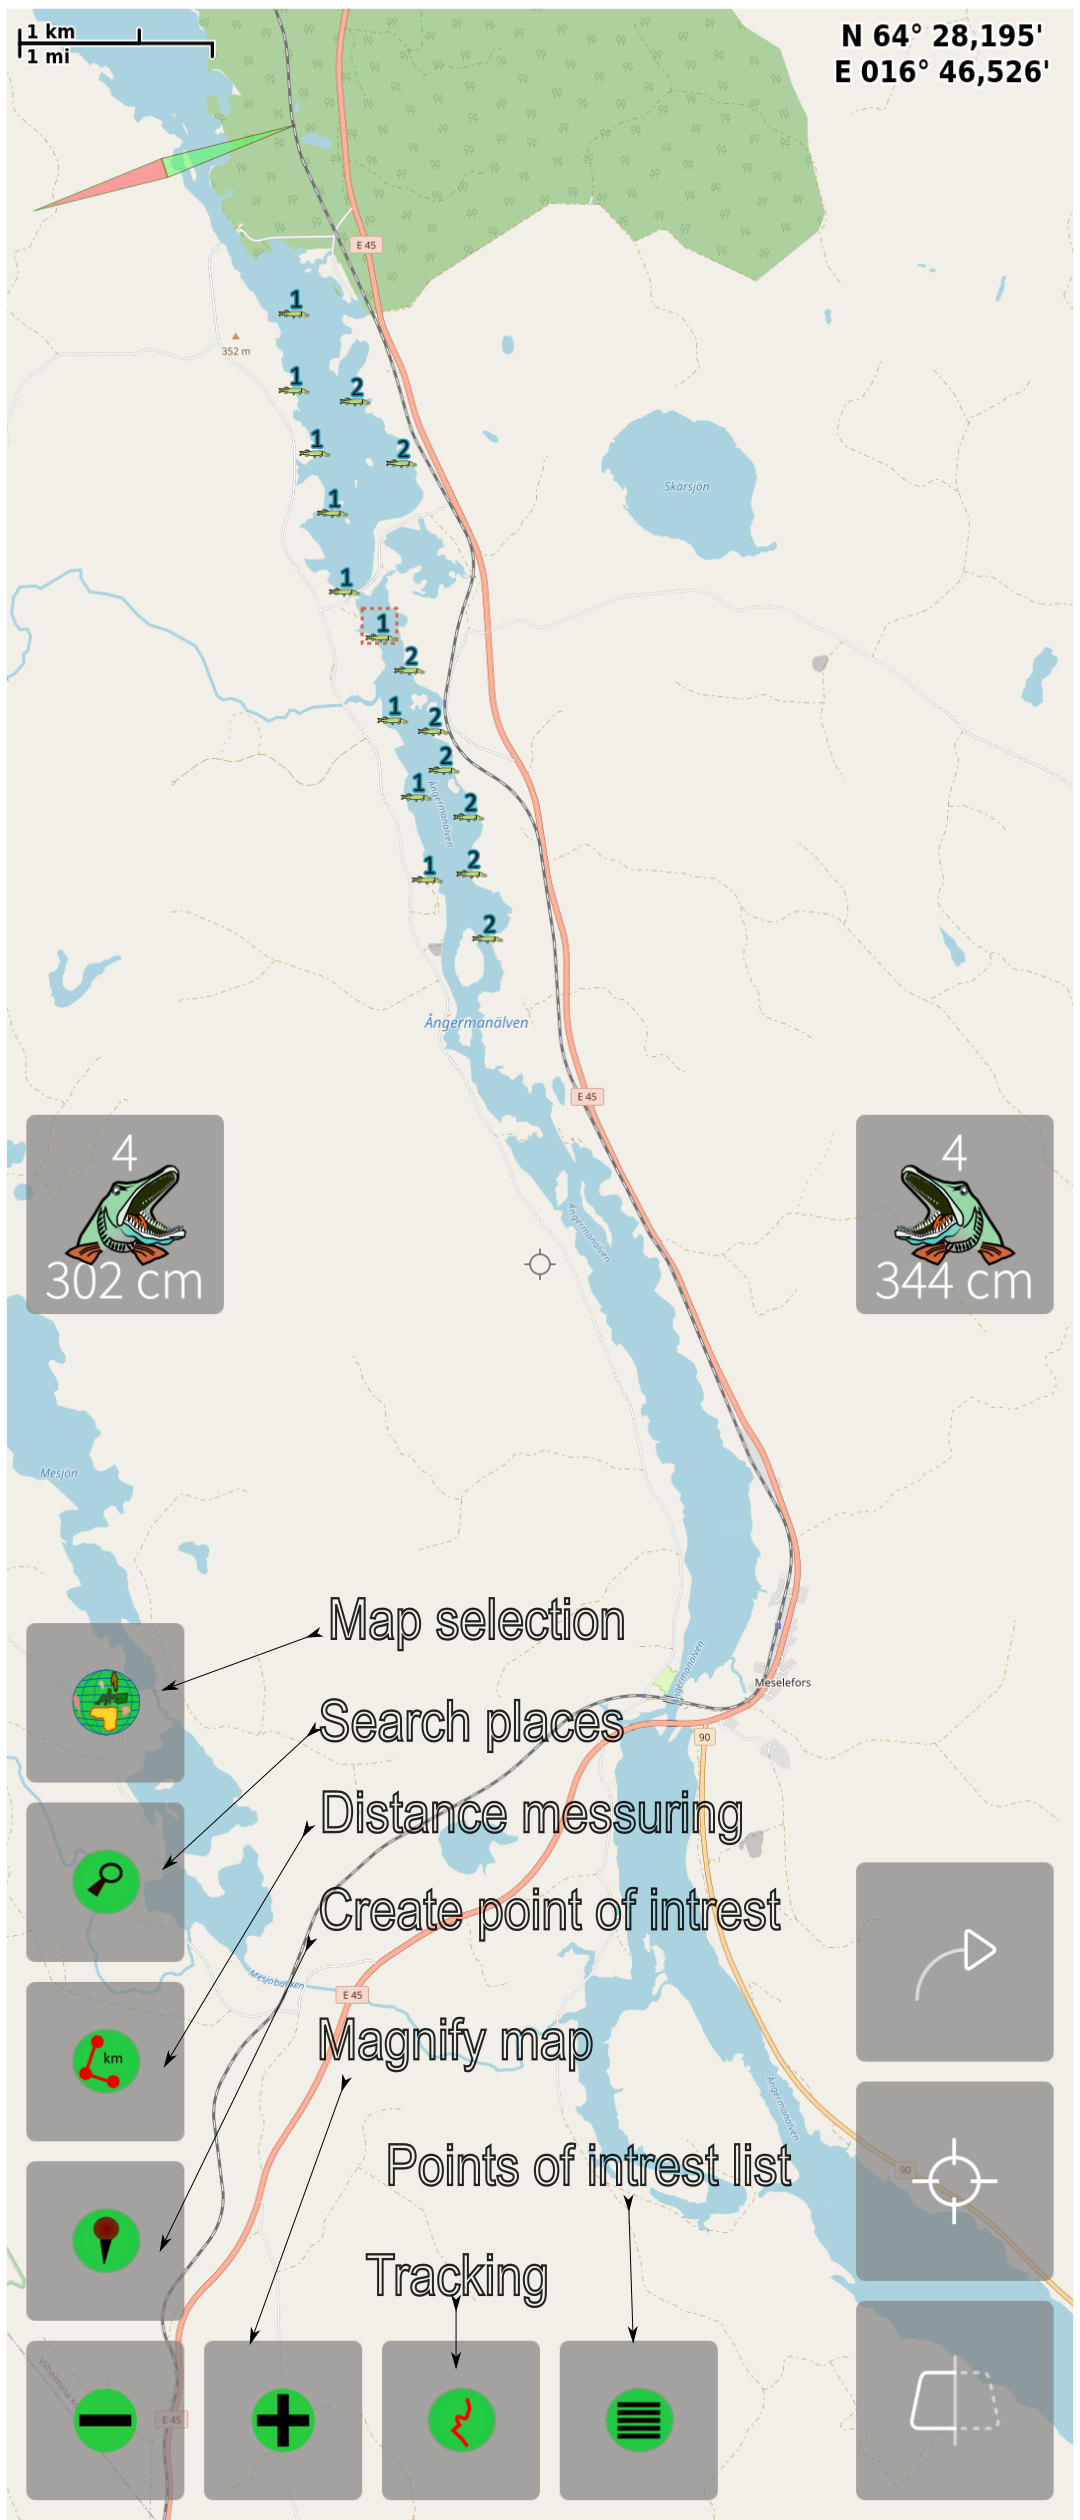 1 km
1 mi
N 64° 28,195'
E 016° 46,526'
E 45
1
352 m
1
2
1
2
Skarsjön
1
1
1
2
1
2
2
1
2
Ångermanälven
1
2
2
Ångermanälven
E 45
4
302 cm
4
344 cm
Ångermanälven
Mesjön
Map selection
Ångermanälven
Meselefors
Search places
90
Distance messuring
Create point of intrest
Mesjöbäcken
E 45
Magnify map
km
Ångermanälven
Points of intrest list
90
Tracking
E 45